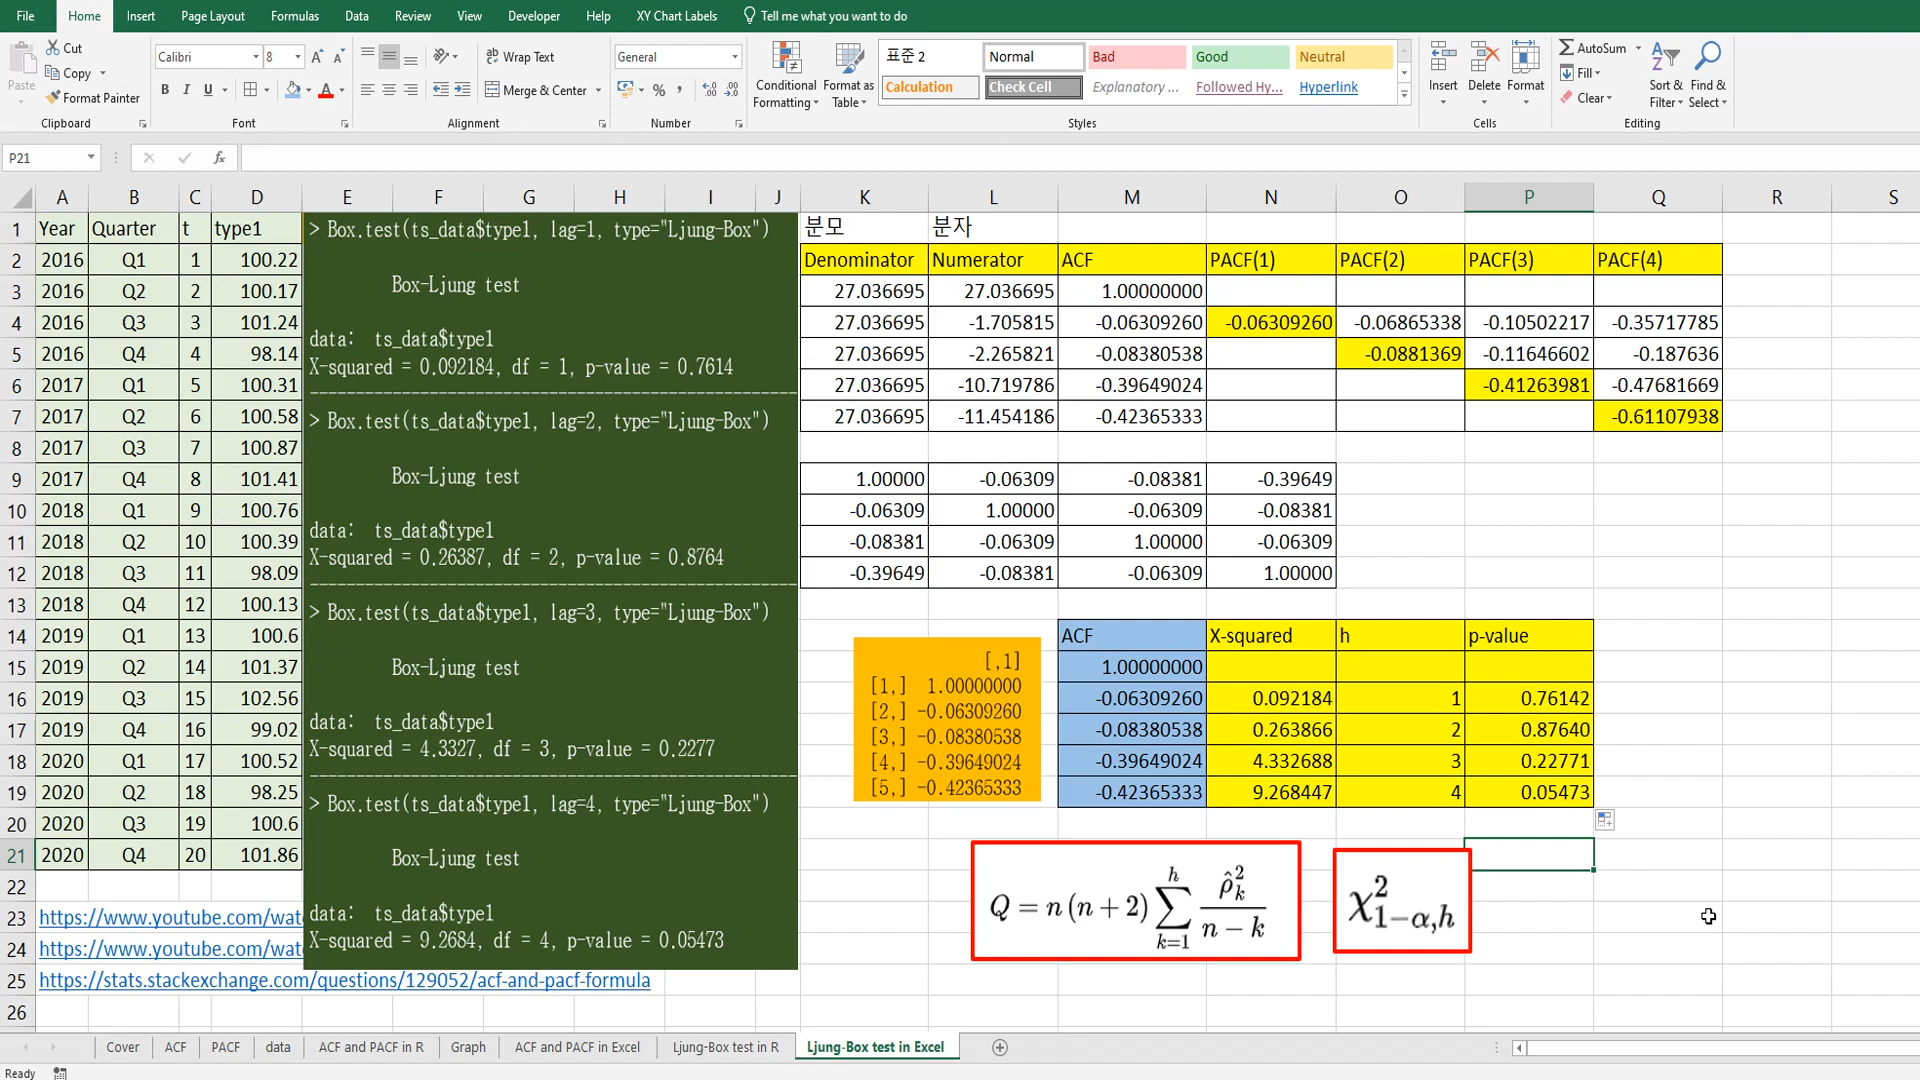 File Home Insert Page Layout Formulas Data Review View Developer Help XY Chart Labels Tell me what you want to do
Paste
Cut
Copy
Format Painter
Clipboard
Calibri 8
B I U
Font
Wrap Text
Merge & Center
Alignment
General
Number
Conditional Formatting
Format as Table
표준 2 Normal Bad Good Neutral
Calculation Check Cell Explanatory ... Followed Hy... Hyperlink
Styles
Insert Delete Format
Cells
AutoSum
Fill
Clear
Sort & Filter
Find & Select
Editing
P21 fx
A B C D E F G H I J K L M N O P Q R S
1 Year Quarter t type1
2 2016 Q1 1 100.22
3 2016 Q2 2 100.17
4 2016 Q3 3 101.24
5 2016 Q4 4 98.14
6 2017 Q1 5 100.31
7 2017 Q2 6 100.58
8 2017 Q3 7 100.87
9 2017 Q4 8 101.41
10 2018 Q1 9 100.76
11 2018 Q2 10 100.39
12 2018 Q3 11 98.09
13 2018 Q4 12 100.13
14 2019 Q1 13 100.6
15 2019 Q2 14 101.37
16 2019 Q3 15 102.56
17 2019 Q4 16 99.02
18 2020 Q1 17 100.52
19 2020 Q2 18 98.25
20 2020 Q3 19 100.6
21 2020 Q4 20 101.86
22
23 https://www.youtube.com/wat
24 https://www.youtube.com/wat
25 https://stats.stackexchange.com/questions/129052/acf-and-pacf-formula
26
> Box.test(ts_data$type1, lag=1, type="Ljung-Box")
Box-Ljung test
data: ts_data$type1
X-squared = 0.092184, df = 1, p-value = 0.7614
> Box.test(ts_data$type1, lag=2, type="Ljung-Box")
Box-Ljung test
data: ts_data$type1
X-squared = 0.26387, df = 2, p-value = 0.8764
> Box.test(ts_data$type1, lag=3, type="Ljung-Box")
Box-Ljung test
data: ts_data$type1
X-squared = 4.3327, df = 3, p-value = 0.2277
> Box.test(ts_data$type1, lag=4, type="Ljung-Box")
Box-Ljung test
data: ts_data$type1
X-squared = 9.2684, df = 4, p-value = 0.05473
분모 분자
Denominator Numerator ACF PACF(1) PACF(2) PACF(3) PACF(4)
27.036695 27.036695 1.00000000
27.036695 -1.705815 -0.06309260 -0.06309260 -0.06865338 -0.10502217 -0.35717785
27.036695 -2.265821 -0.08380538 -0.0881369 -0.11646602 -0.187636
27.036695 -10.719786 -0.39649024 -0.41263981 -0.47681669
27.036695 -11.454186 -0.42365333 -0.61107938
1.00000 -0.06309 -0.08381 -0.39649
-0.06309 1.00000 -0.06309 -0.08381
-0.08381 -0.06309 1.00000 -0.06309
-0.39649 -0.08381 -0.06309 1.00000
[,1]
[1,] 1.00000000
[2,] -0.06309260
[3,] -0.08380538
[4,] -0.39649024
[5,] -0.42365333
ACF X-squared h p-value
1.00000000
-0.06309260 0.092184 1 0.76142
-0.08380538 0.263866 2 0.87640
-0.39649024 4.332688 3 0.22771
-0.42365333 9.268447 4 0.05473
Q = n(n + 2) ∑_{k=1}^{h} ρ̂²_k / (n − k)
χ²_{1−α,h}
Cover ACF PACF data ACF and PACF in R Graph ACF and PACF in Excel Ljung-Box test in R Ljung-Box test in Excel
Ready